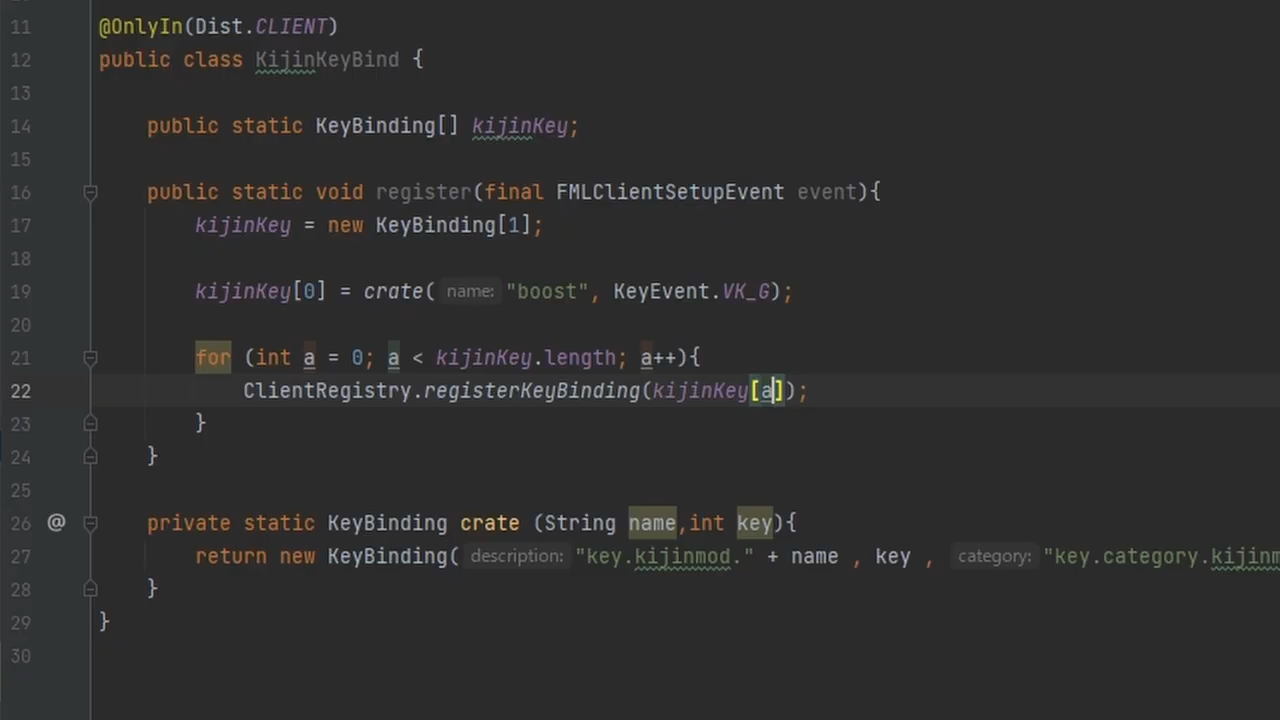 11 @OnlyIn(Dist.CLIENT)
12 public class KijinKeyBind {
13
14 public static KeyBinding[] kijinKey;
15
16 public static void register(final FMLClientSetupEvent event){
17 kijinKey = new KeyBinding[1];
18
19 kijinKey[0] = crate( name: "boost", KeyEvent.VK_G);
20
21 for (int a = 0; a < kijinKey.length; a++){
22 ClientRegistry.registerKeyBinding(kijinKey[a]);
23 }
24 }
25
26 @ private static KeyBinding crate (String name,int key){
27 return new KeyBinding( description: "key.kijinmod." + name , key , category: "key.category.kijinm
28 }
29 }
30